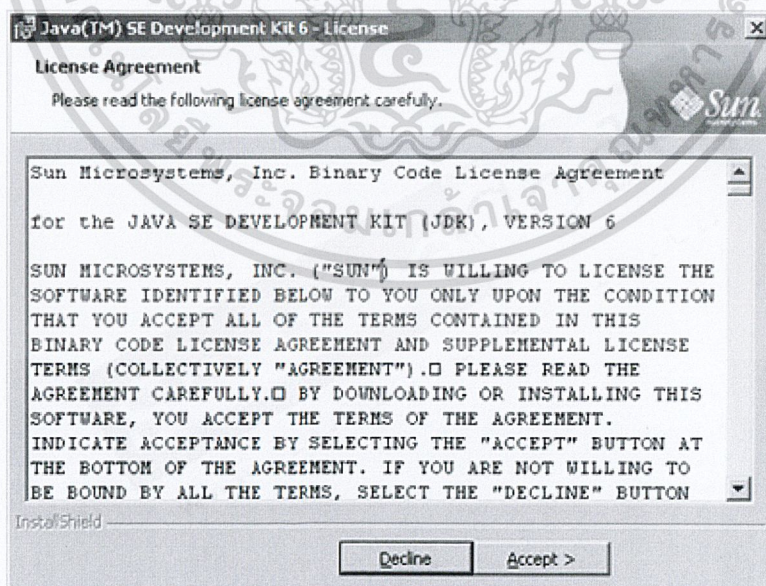 Java(TM) SE Development Kit 6 - License
License Agreement
Please read the following license agreement carefully.
Sun
microsystems
Sun Microsystems, Inc. Binary Code License Agreement
for the JAVA SE DEVELOPMENT KIT (JDK), VERSION 6
SUN MICROSYSTEMS, INC. ("SUN") IS WILLING TO LICENSE THE
SOFTWARE IDENTIFIED BELOW TO YOU ONLY UPON THE CONDITION
THAT YOU ACCEPT ALL OF THE TERMS CONTAINED IN THIS
BINARY CODE LICENSE AGREEMENT AND SUPPLEMENTAL LICENSE
TERMS (COLLECTIVELY "AGREEMENT").□ PLEASE READ THE
AGREEMENT CAREFULLY.□ BY DOWNLOADING OR INSTALLING THIS
SOFTWARE, YOU ACCEPT THE TERMS OF THE AGREEMENT.
INDICATE ACCEPTANCE BY SELECTING THE "ACCEPT" BUTTON AT
THE BOTTOM OF THE AGREEMENT. IF YOU ARE NOT WILLING TO
BE BOUND BY ALL THE TERMS, SELECT THE "DECLINE" BUTTON
InstallShield
Decline
Accept >